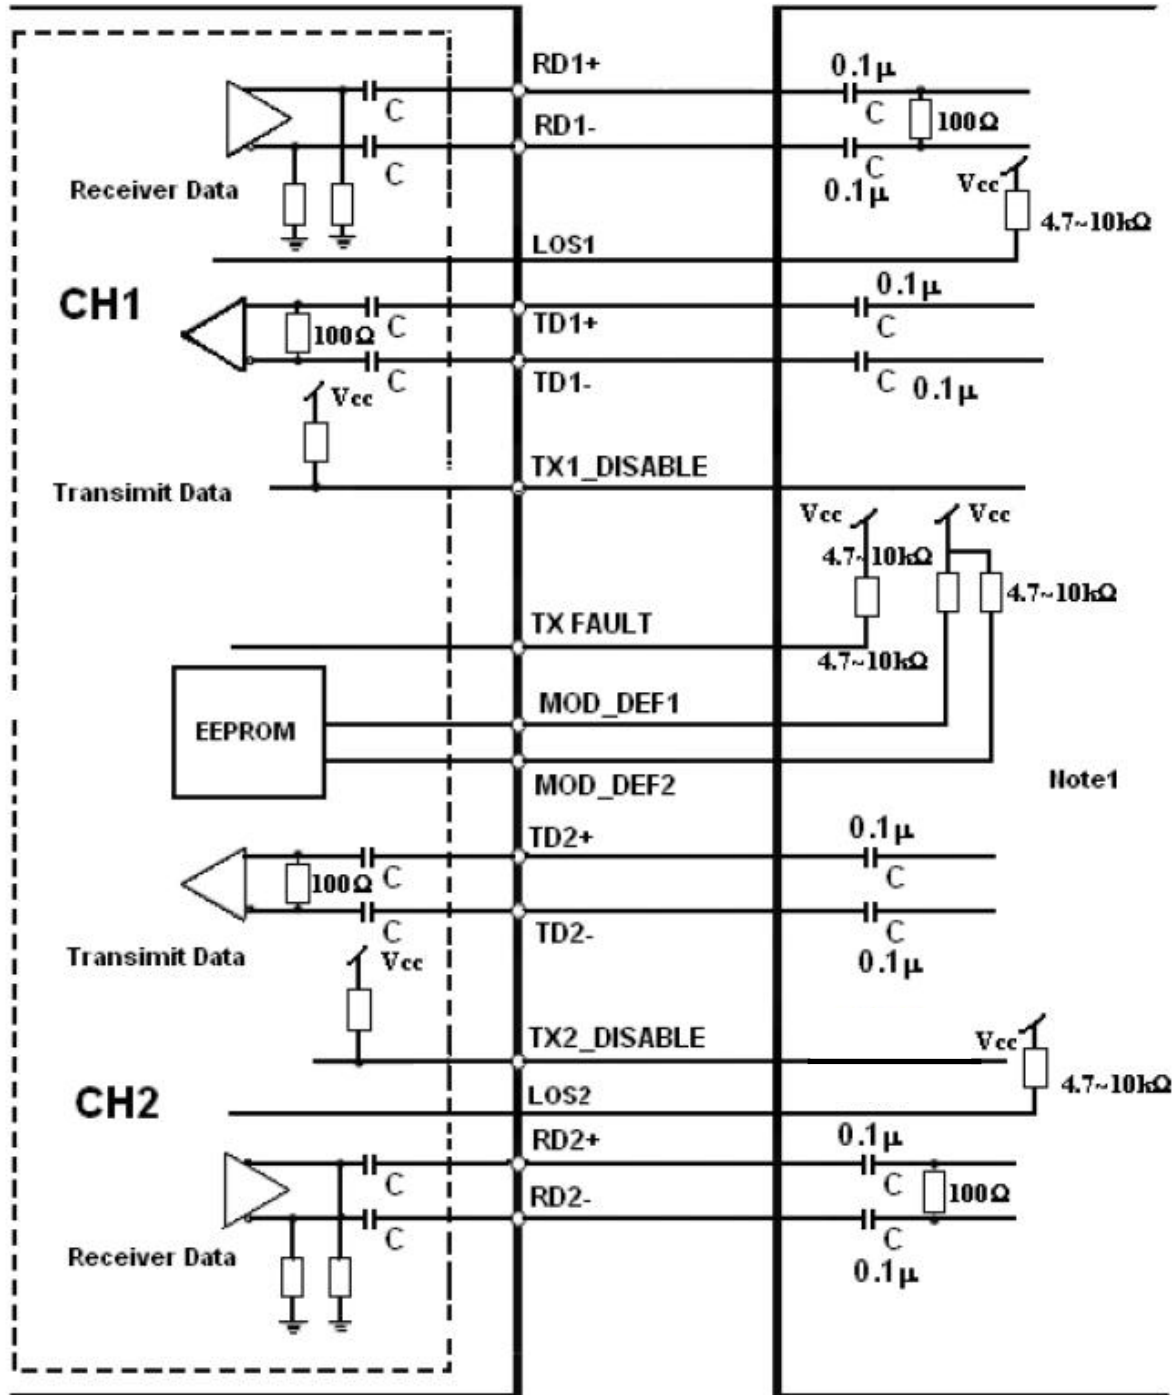 RD1+
0.1μ
C
C
100Ω
RD1-
C
C
0.1μ
Receiver Data
Vcc
4.7~10kΩ
LOS1
CH1
0.1μ
100Ω
C
TD1+
C
C
TD1-
C
0.1μ
Vcc
TX1_DISABLE
Transimit Data
Vcc
Vcc
4.7~10kΩ
4.7~10kΩ
TX FAULT
4.7~10kΩ
MOD_DEF1
EEPROM
MOD_DEF2
Note1
TD2+
0.1μ
100Ω
C
C
C
TD2-
C
Transimit Data
Vcc
0.1μ
TX2_DISABLE
Vcc
4.7~10kΩ
LOS2
CH2
RD2+
0.1μ
C
C
100Ω
RD2-
C
C
Receiver Data
0.1μ